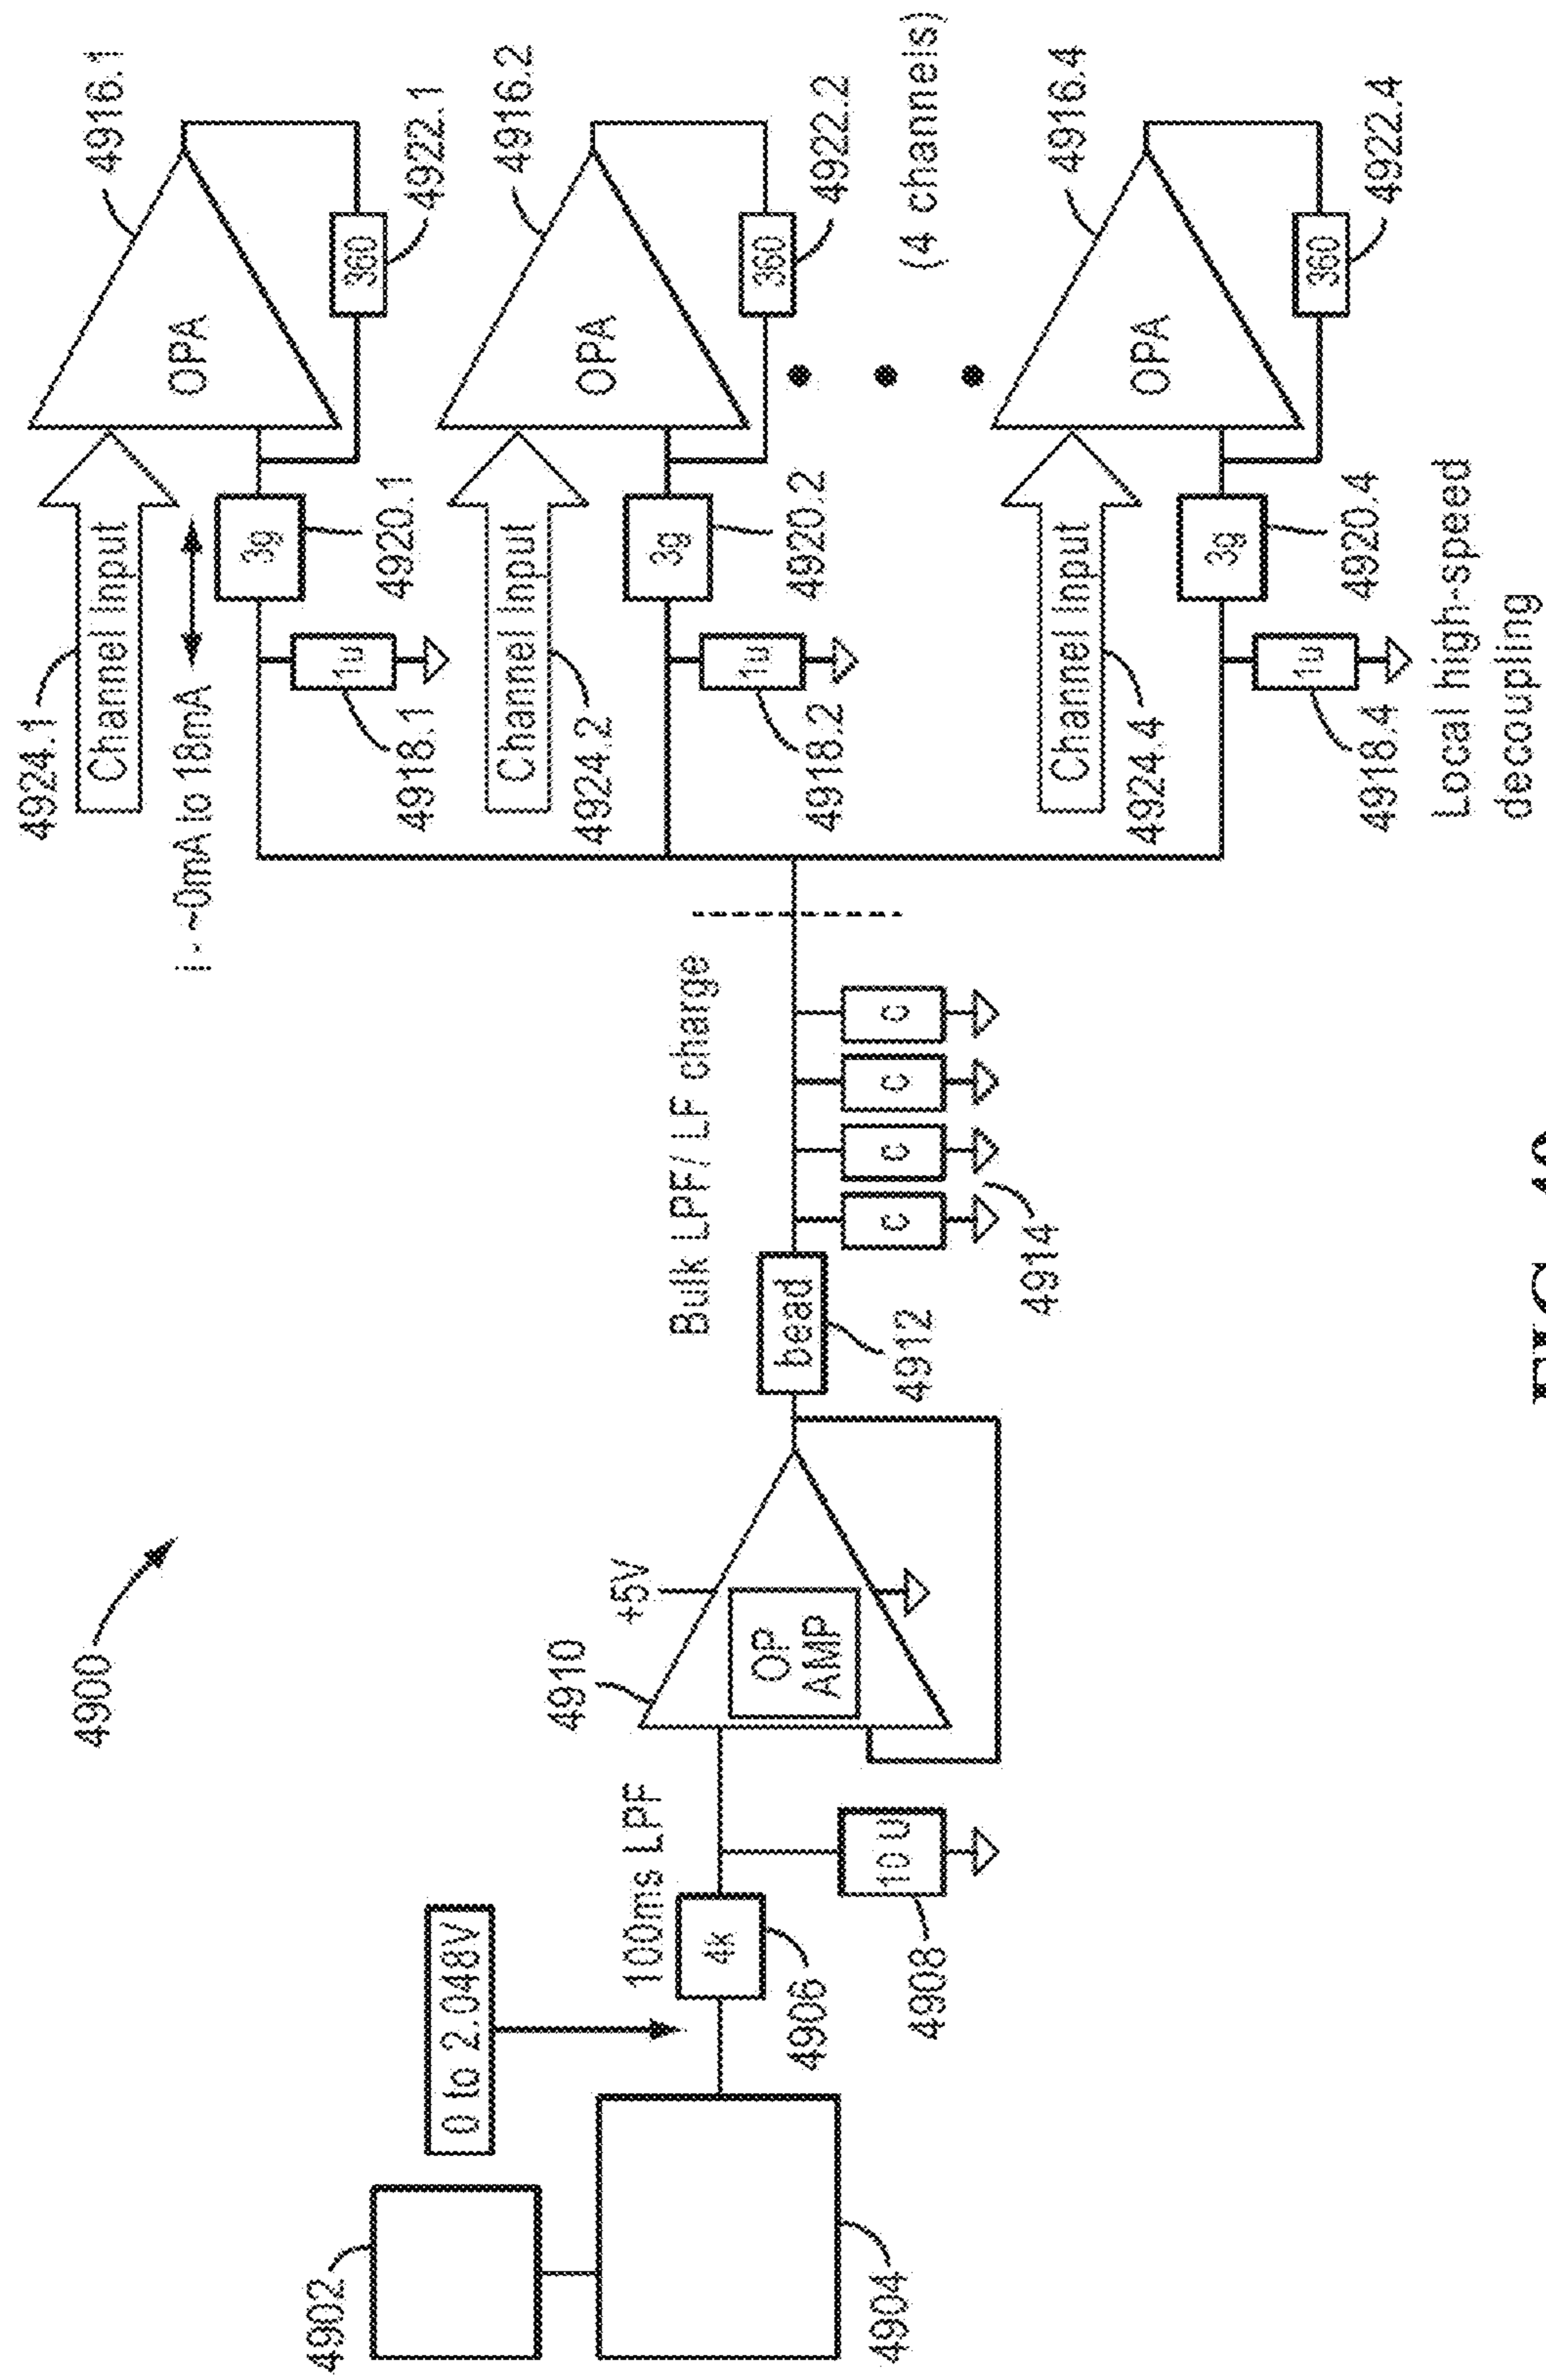 4900
4902
4904
0 to 2.048V
100ms LPF
4k
4906
10 u
4908
4910
+5V
OP
AMP
bead
4912
Bulk LPF/ LF charge
c
c
c
c
4914
4924.1
Channel Input
i - ~0mA to 18mA
3g
4920.1
1u
4918.1
OPA
4916.1
360
4922.1
Channel Input
4924.2
3g
4920.2
1u
4918.2
OPA
4916.2
360
4922.2
(4 channels)
Channel Input
4924.4
3g
4920.4
1u
4918.4
OPA
4916.4
360
4922.4
Local high-speed
decoupling